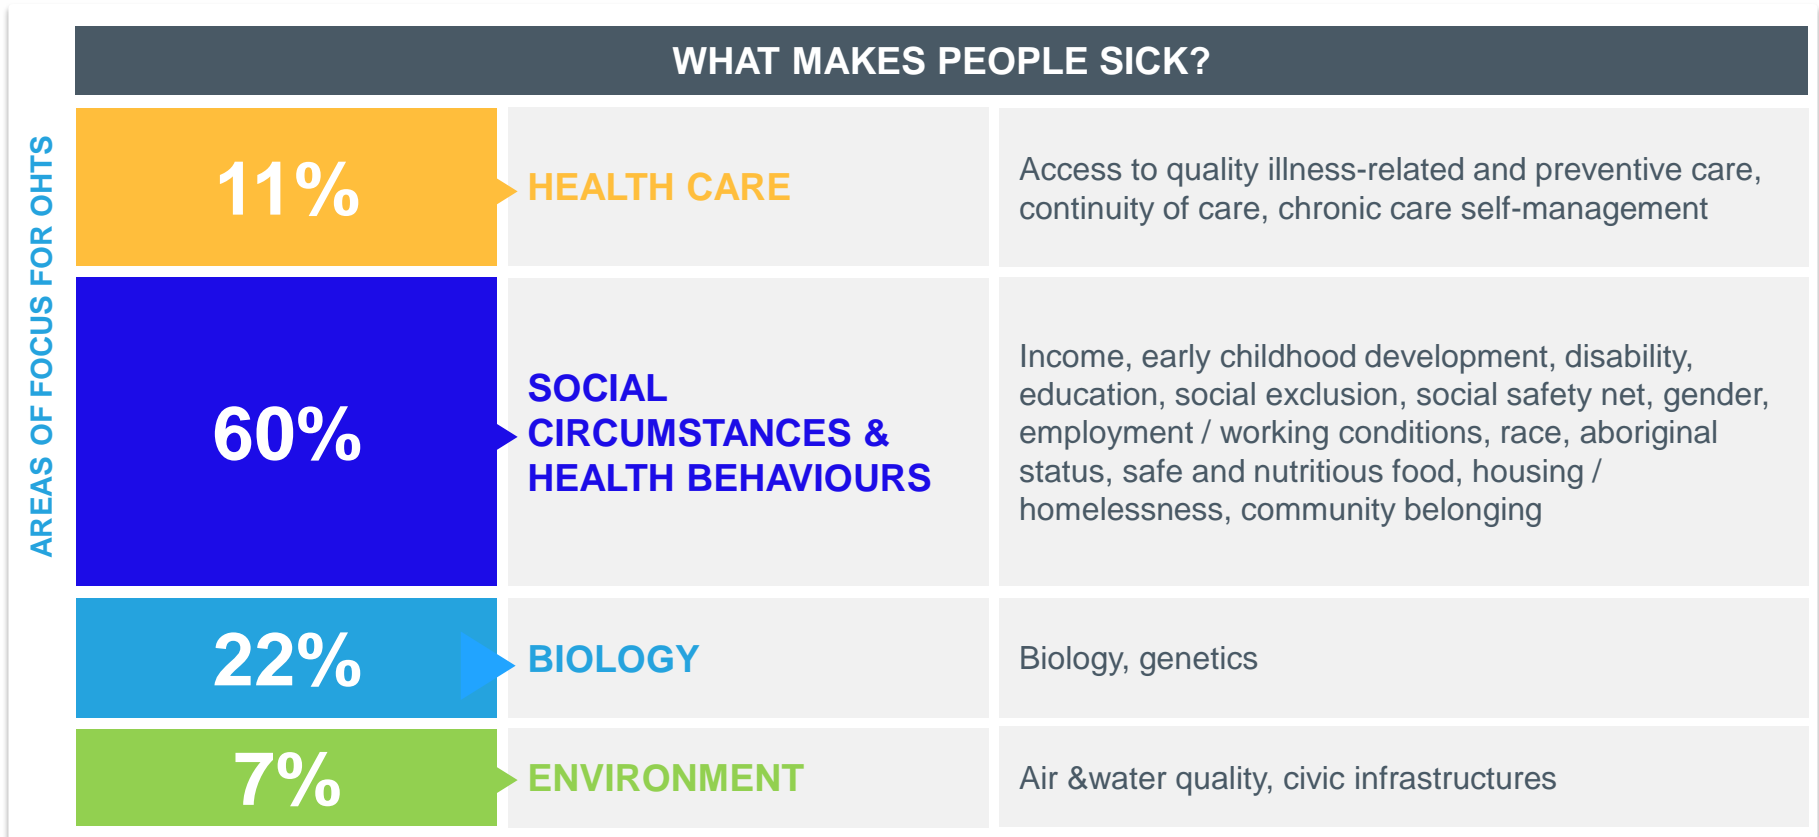 WHAT MAKES PEOPLE SICK?
AREAS OF FOCUS FOR OHTS
11%
HEALTH CARE
Access to quality illness-related and preventive care,
continuity of care, chronic care self-management
60%
SOCIAL
CIRCUMSTANCES &
HEALTH BEHAVIOURS
Income, early childhood development, disability,
education, social exclusion, social safety net, gender,
employment / working conditions, race, aboriginal
status, safe and nutritious food, housing /
homelessness, community belonging
22%
BIOLOGY
Biology, genetics
7%
ENVIRONMENT
Air &water quality, civic infrastructures